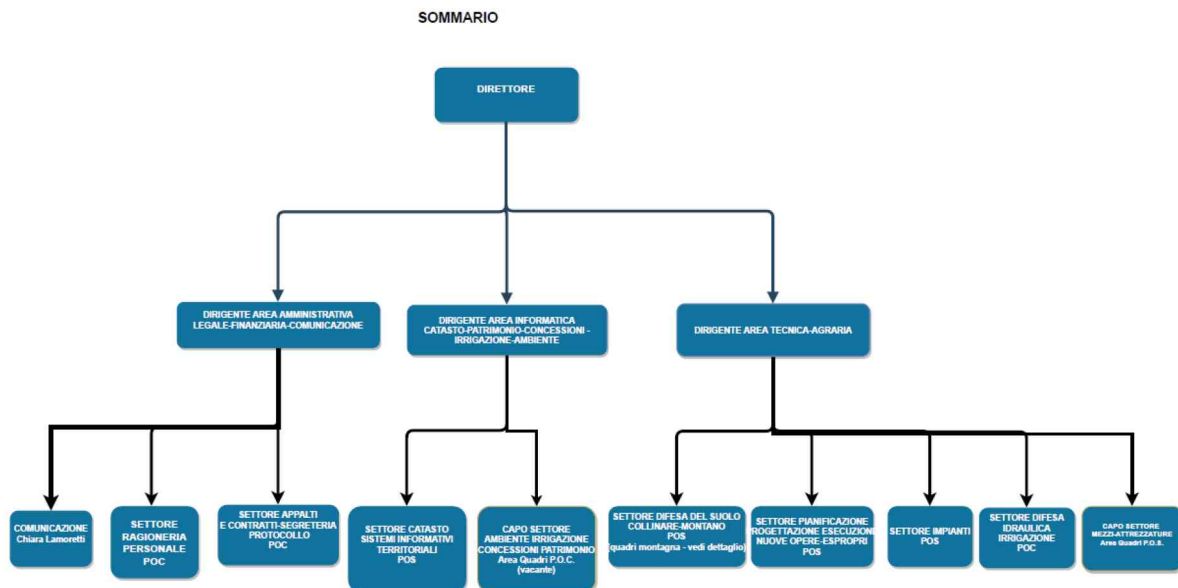 SOMMARIO
DIRETTORE
DIRIGENTE AREA AMMINISTRATIVA
LEGALE-FINANZIARIA-COMUNICAZIONE
DIRIGENTE AREA INFORMATICA
CATASTO-PATRIMONIO-CONCESSIONI -
IRRIGAZIONE-AMBIENTE
DIRIGENTE AREA TECNICA-AGRARIA
COMUNICAZIONE
Chiara Lamoretti
SETTORE
RAGIONERIA
PERSONALE
POC
SETTORE APPALTI
E CONTRATTI-SEGRETERIA
PROTOCOLLO
POC
SETTORE CATASTO
SISTEMI INFORMATIVI
TERRITORIALI
POS
CAPO SETTORE
AMBIENTE IRRIGAZIONE
CONCESSIONI PATRIMONIO
Area Quadri P.O.C.
(vacante)
SETTORE DIFESA DEL SUOLO
COLLINARE-MONTANO
POS
(quadri montagna - vedi dettaglio)
SETTORE PIANIFICAZIONE
PROGETTAZIONE ESECUZIONE
NUOVE OPERE-ESPROPRI
POS
SETTORE IMPIANTI
POS
SETTORE DIFESA
IDRAULICA
IRRIGAZIONE
POC
CAPO SETTORE
MEZZI-ATTREZZATURE
Area Quadri P.O.S.